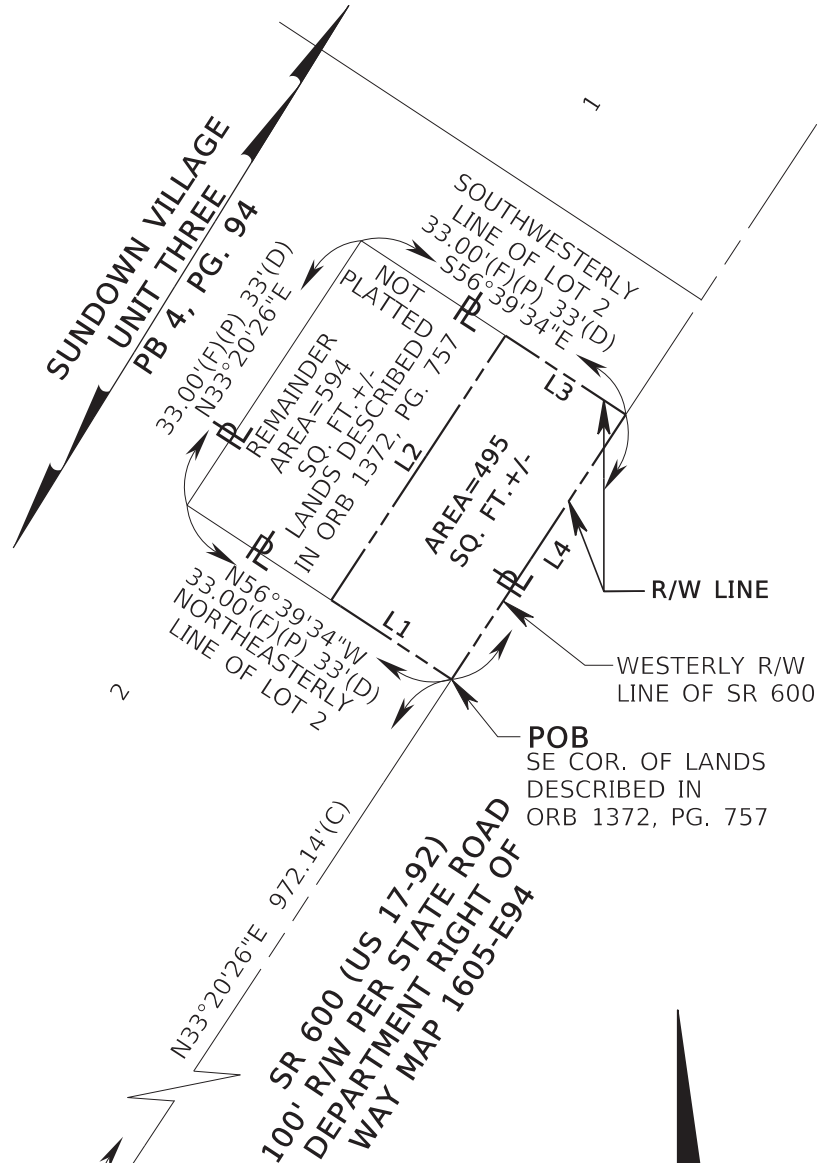 1
SUNDOWN VILLAGE
UNIT THREE
PB 4, PG. 94
SOUTHWESTERLY
LINE OF LOT 2
33.00'(F)(P) 33'(D)
S56°39'34"E
33.00'(F)(P) 33'(D)
N33°20'26"E
NOT
PLATTED
PL
PL
REMAINDER
AREA=594
SQ. FT.+/-
LANDS DESCRIBED
IN ORB 1372, PG. 757
L3
L2
AREA=495
SQ. FT.+/-
PL
PL
L4
L1
R/W LINE
N56°39'34"W
33.00'(F)(P) 33'(D)
NORTHEASTERLY
LINE OF LOT 2
WESTERLY R/W
LINE OF SR 600
2
POB
SE COR. OF LANDS
DESCRIBED IN
ORB 1372, PG. 757
N33°20'26"E 972.14'(C)
SR 600 (US 17-92)
100' R/W PER STATE ROAD
DEPARTMENT RIGHT OF
WAY MAP 1605-E94